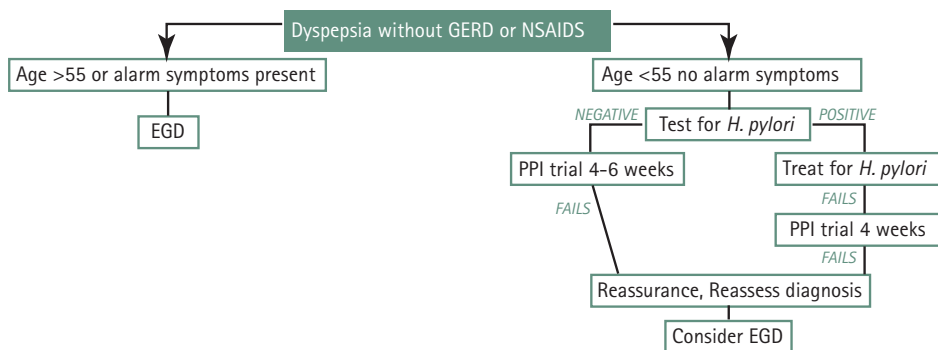 Dyspepsia without GERD or NSAIDS
Age >55 or alarm symptoms present
Age <55 no alarm symptoms
EGD
NEGATIVE
Test for H. pylori
POSITIVE
PPI trial 4-6 weeks
Treat for H. pylori
FAILS
FAILS
PPI trial 4 weeks
FAILS
Reassurance, Reassess diagnosis
Consider EGD